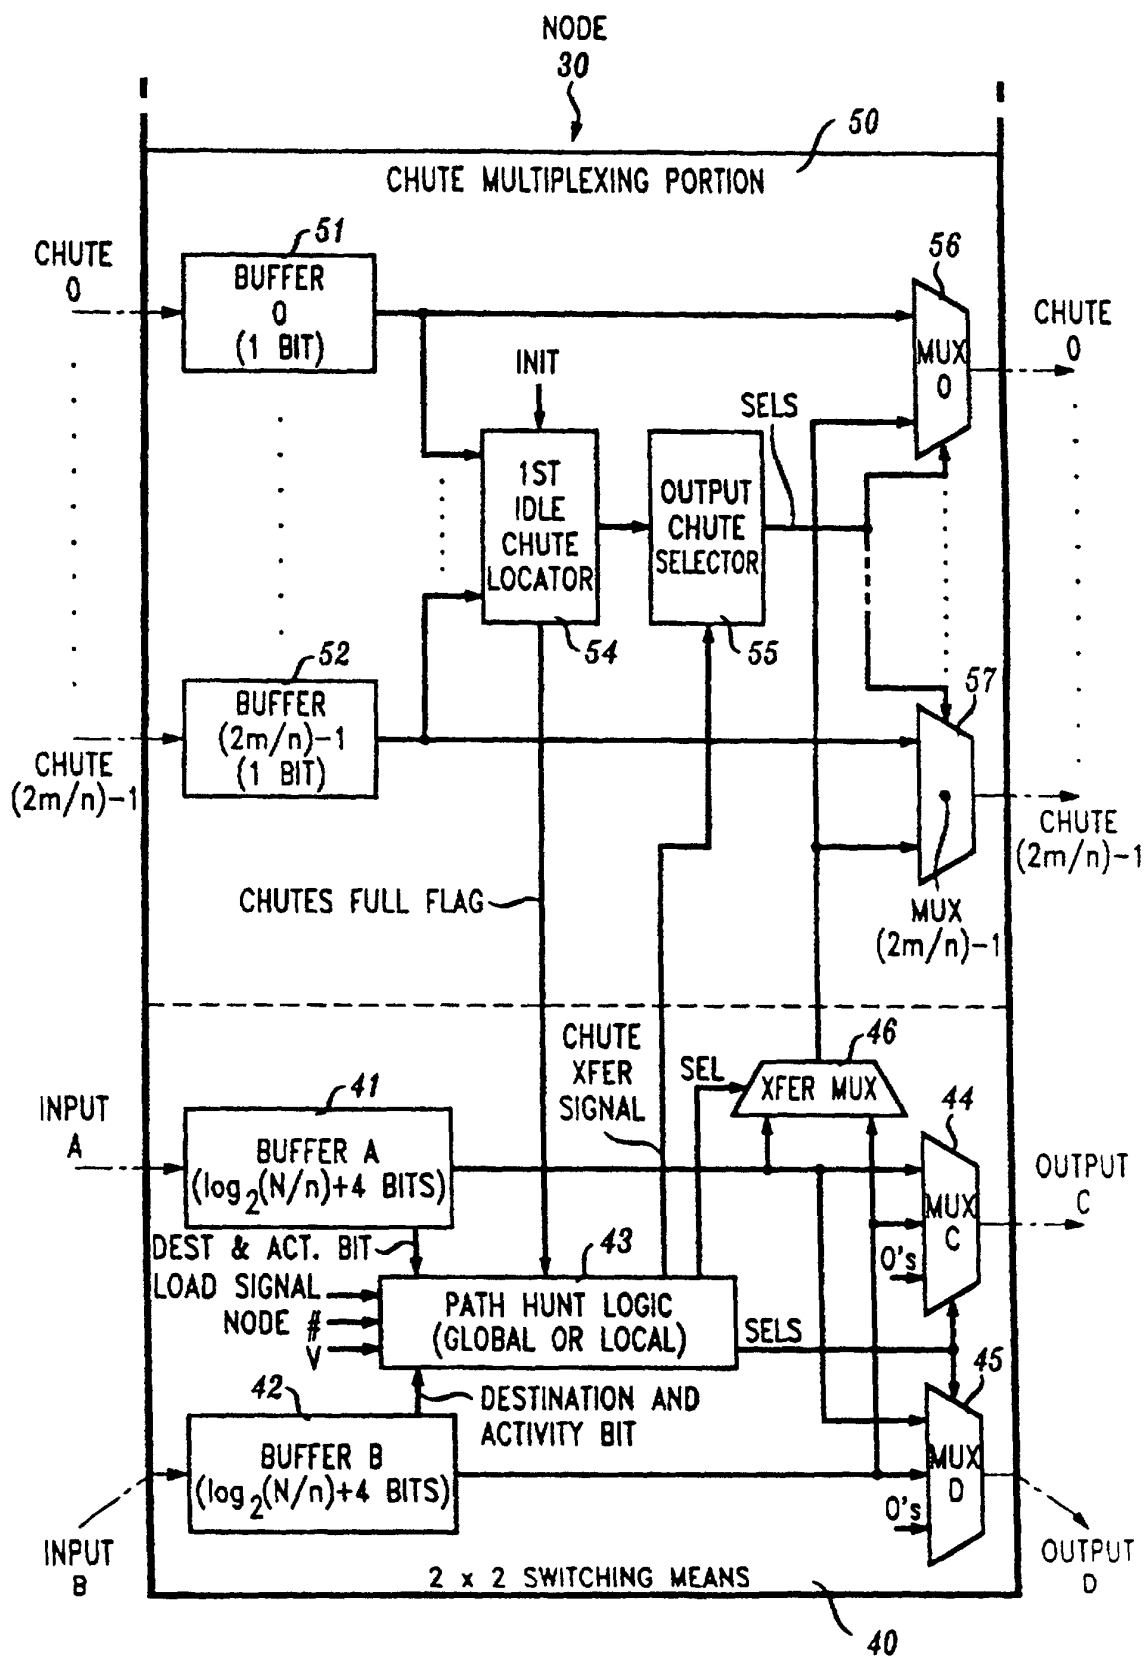 NODE
30
50
CHUTE MULTIPLEXING PORTION
CHUTE
0
51
BUFFER
0
(1 BIT)
56
MUX
0
CHUTE
0
INIT
SELS
1ST
IDLE
CHUTE
LOCATOR
54
OUTPUT
CHUTE
SELECTOR
55
52
BUFFER
(2m/n)-1
(1 BIT)
CHUTE
(2m/n)-1
57
CHUTE
(2m/n)-1
MUX
(2m/n)-1
CHUTES FULL FLAG
CHUTE
XFER
SIGNAL
SEL
46
XFER MUX
INPUT
A
41
BUFFER A
(log2(N/n)+4 BITS)
44
MUX
C
0's
OUTPUT
C
DEST & ACT. BIT
LOAD SIGNAL
NODE #
V
43
PATH HUNT LOGIC
(GLOBAL OR LOCAL)
SELS
45
42
DESTINATION AND
ACTIVITY BIT
BUFFER B
(log2(N/n)+4 BITS)
MUX
D
0's
INPUT
B
OUTPUT
D
2 x 2 SWITCHING MEANS
40